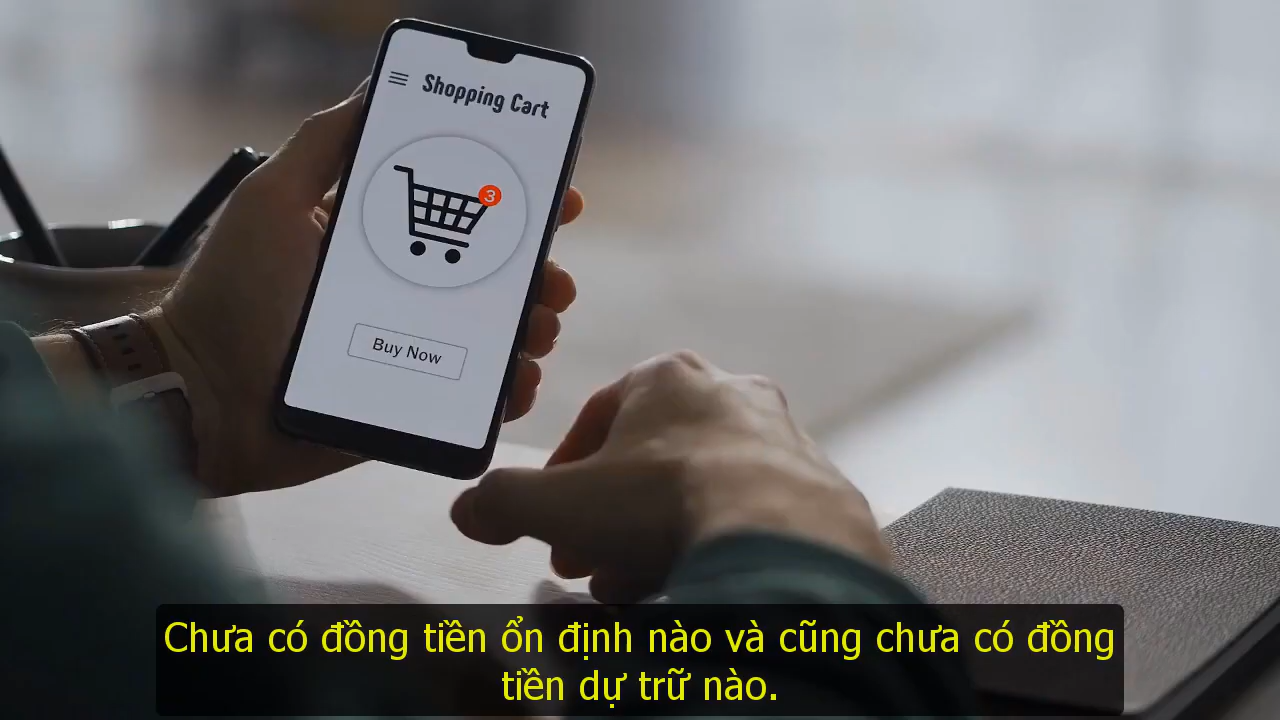 Shopping Cart
3
Buy Now
Chưa có đồng tiền ổn định nào và cũng chưa có đồng
tiền dự trữ nào.